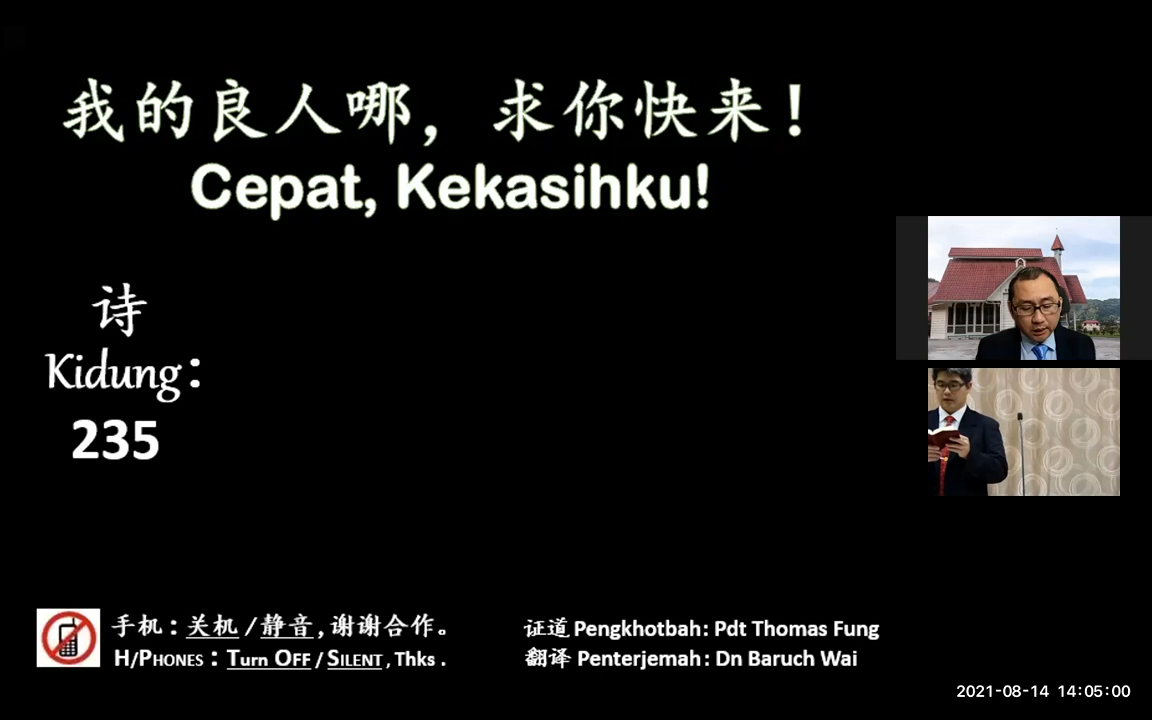 我的良人哪，求你快来！
Cepat, Kekasihku!
诗
Kidung：
235
手机：关机 / 静音 , 谢谢合作。
H/PHONES：Turn OFF / SILENT , Thks .
证道 Pengkhotbah: Pdt Thomas Fung
翻译 Penterjemah: Dn Baruch Wai
2021-08-14 14:05:00